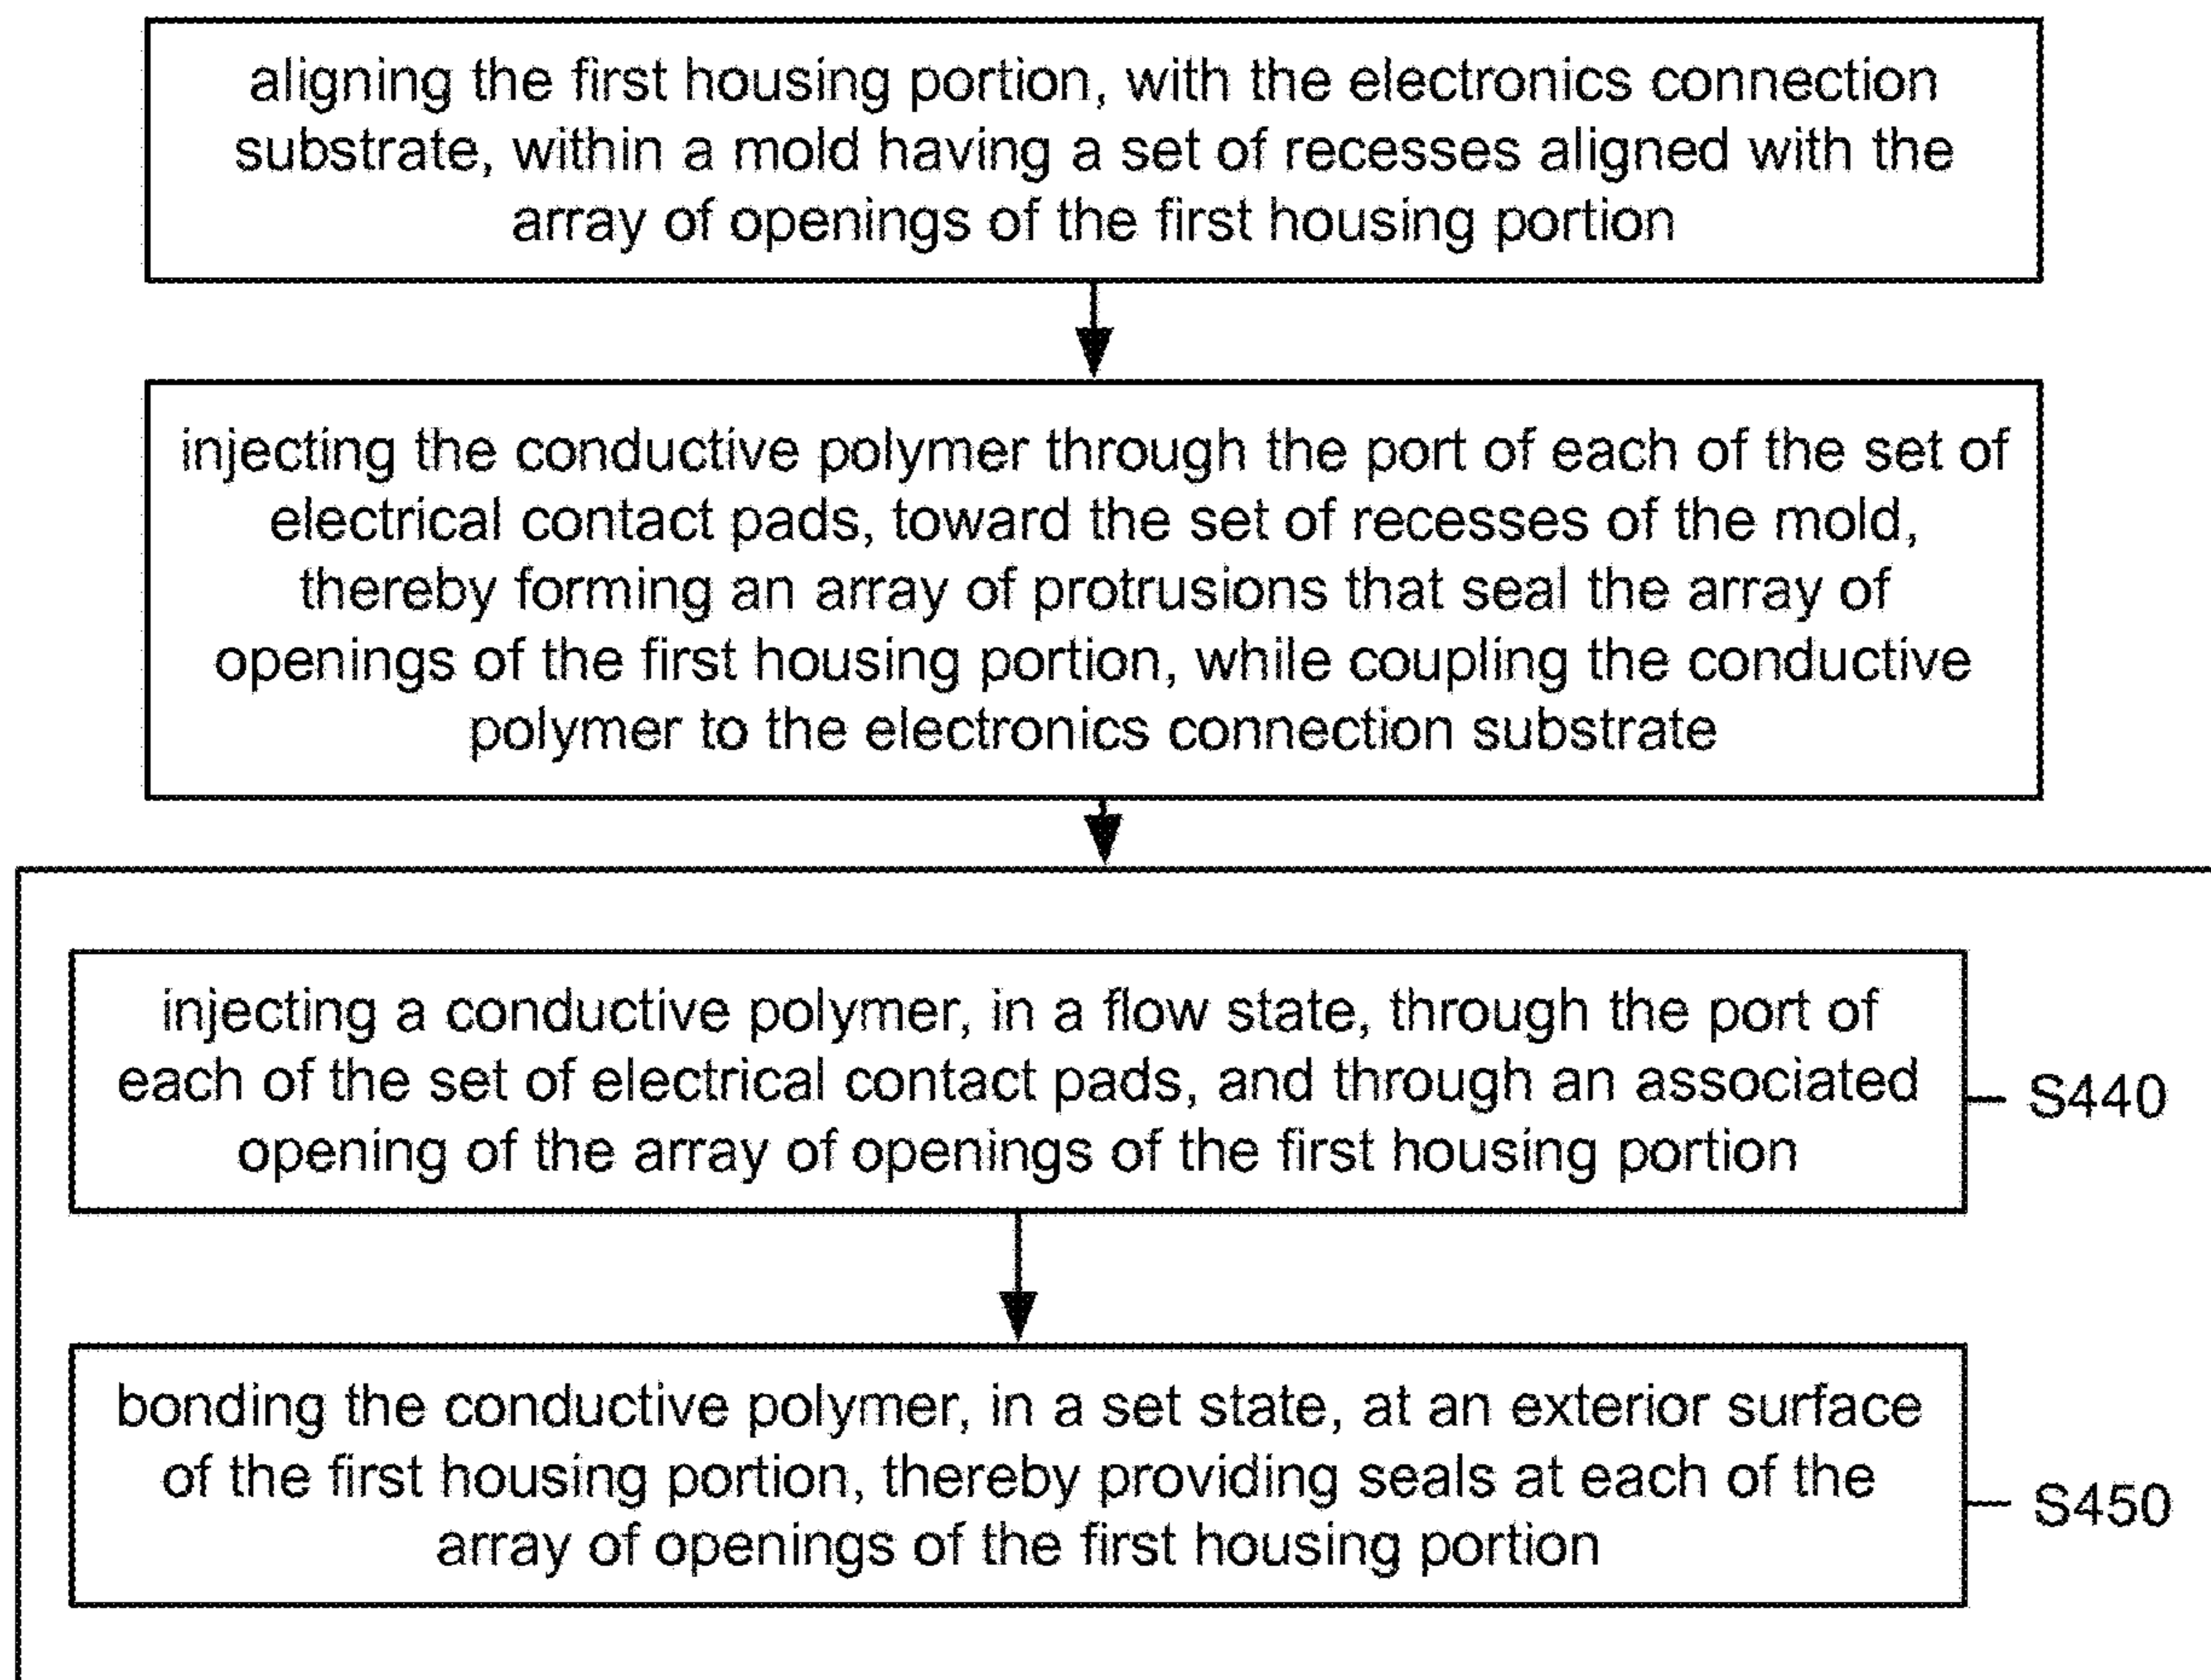 aligning the first housing portion, with the electronics connection
substrate, within a mold having a set of recesses aligned with the
array of openings of the first housing portion
injecting the conductive polymer through the port of each of the set of
electrical contact pads, toward the set of recesses of the mold,
thereby forming an array of protrusions that seal the array of
openings of the first housing portion, while coupling the conductive
polymer to the electronics connection substrate
injecting a conductive polymer, in a flow state, through the port of
each of the set of electrical contact pads, and through an associated
opening of the array of openings of the first housing portion
S440
bonding the conductive polymer, in a set state, at an exterior surface
of the first housing portion, thereby providing seals at each of the
array of openings of the first housing portion
S450